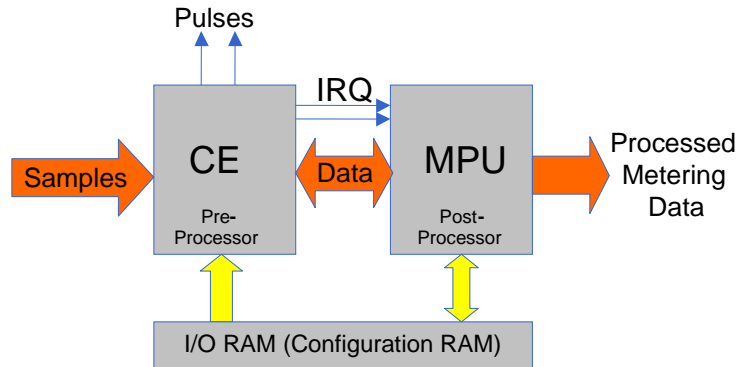 Pulses
IRQ
CE
MPU
Samples
Data
Processed
Metering
Data
Pre-
Processor
Post-
Processor
I/O RAM (Configuration RAM)